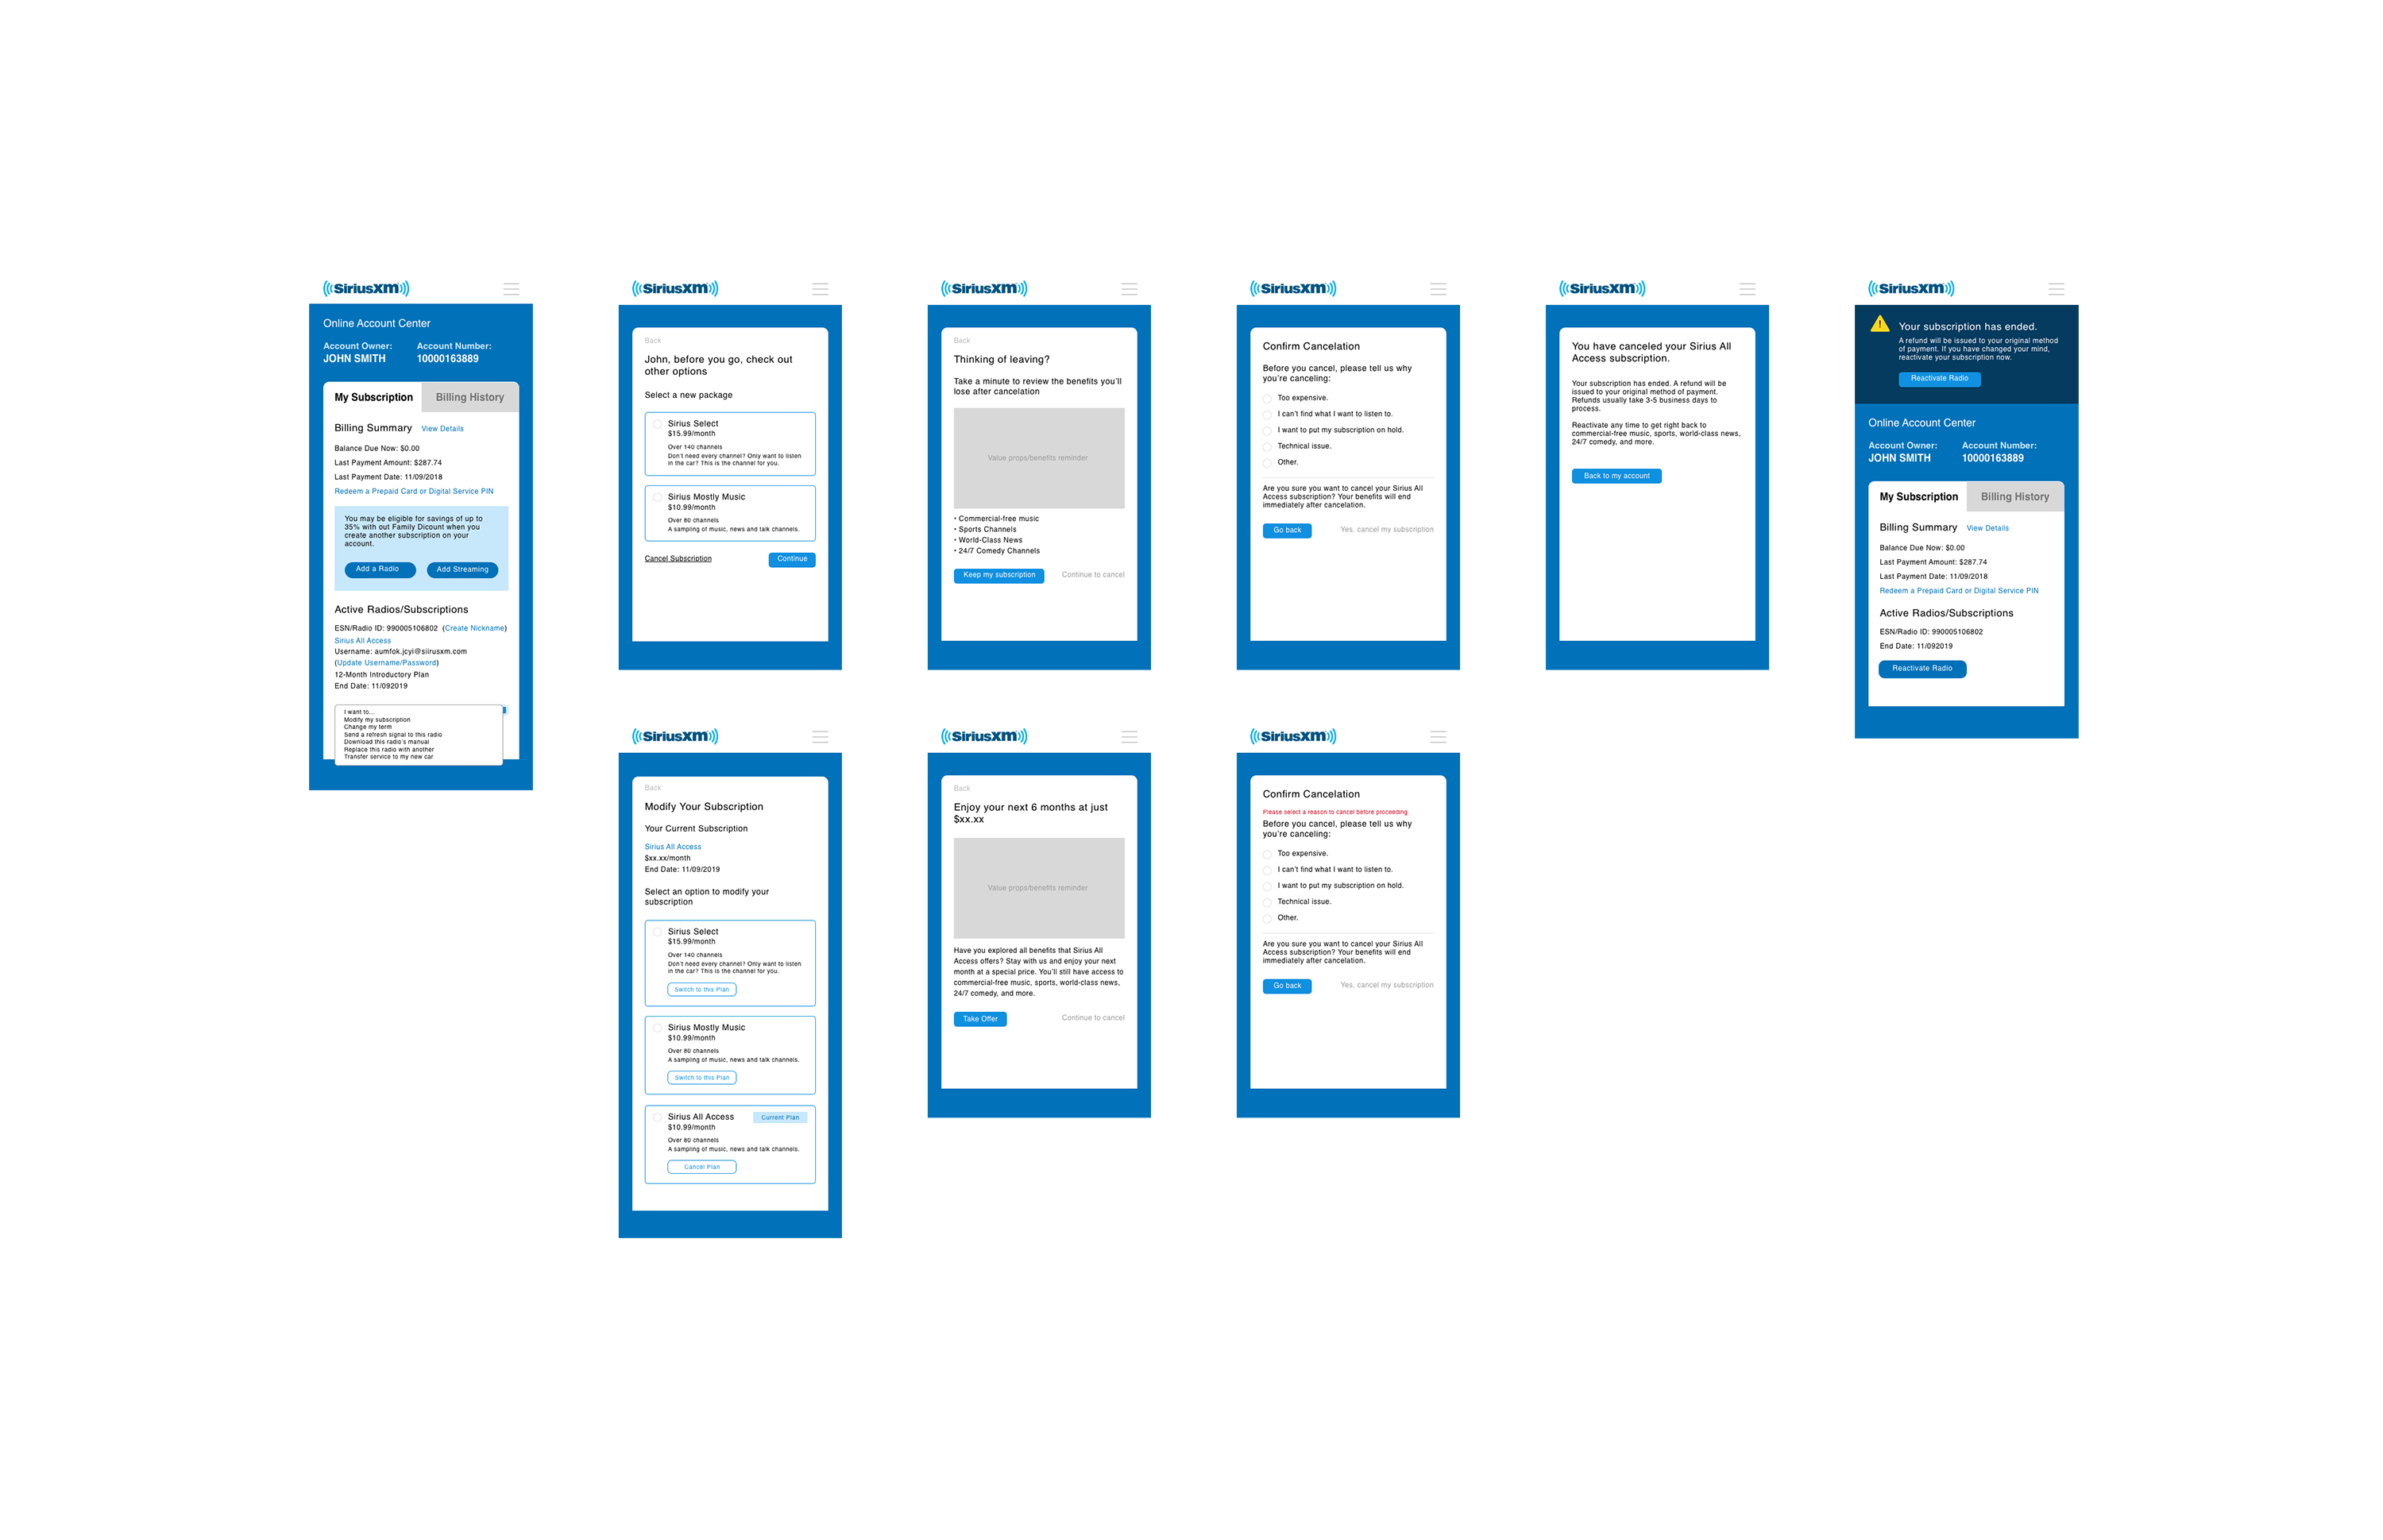 SiriusXM
Online Account Center
Account Owner: Account Number:
JOHN SMITH 10000163889
My Subscription Billing History
Billing Summary View Details
Balance Due Now: $0.00
Last Payment Amount: $287.74
Last Payment Date: 11/09/2018
Redeem a Prepaid Card or Digital Service PIN
You may be eligible for savings of up to
35% with out Family Dicount when you
create another subscription on your
account.
Add a Radio Add Streaming
Active Radios/Subscriptions
ESN/Radio ID: 990005106802 (Create Nickname)
Sirius All Access
Username: aumfok.jcyi@siirusxm.com
(Update Username/Password)
12-Month Introductory Plan
End Date: 11/092019
I want to...
Modify my subscription
Change my term
Send a refresh signal to this radio
Download this radio's manual
Replace this radio with another
Transfer service to my new car
SiriusXM
Back
John, before you go, check out
other options
Select a new package
Sirius Select
$15.99/month
Over 140 channels
Don't need every channel? Only want to listen
in the car? This is the channel for you.
Sirius Mostly Music
$10.99/month
Over 80 channels
A sampling of music, news and talk channels.
Cancel Subscription Continue
SiriusXM
Back
Thinking of leaving?
Take a minute to review the benefits you'll
lose after cancelation
Value props/benefits reminder
• Commercial-free music
• Sports Channels
• World-Class News
• 24/7 Comedy Channels
Keep my subscription Continue to cancel
SiriusXM
Confirm Cancelation
Before you cancel, please tell us why
you're canceling:
Too expensive.
I can't find what I want to listen to.
I want to put my subscription on hold.
Technical issue.
Other.
Are you sure you want to cancel your Sirius All
Access subscription? Your benefits will end
immediately after cancelation.
Go back Yes, cancel my subscription
SiriusXM
You have canceled your Sirius All
Access subscription.
Your subscription has ended. A refund will be
issued to your original method of payment.
Refunds usually take 3-5 business days to
process.
Reactivate any time to get right back to
commercial-free music, sports, world-class news,
24/7 comedy, and more.
Back to my account
SiriusXM
Your subscription has ended.
A refund will be issued to your original method
of payment. If you have changed your mind,
reactivate your subscription now.
Reactivate Radio
Online Account Center
Account Owner: Account Number:
JOHN SMITH 10000163889
My Subscription Billing History
Billing Summary View Details
Balance Due Now: $0.00
Last Payment Amount: $287.74
Last Payment Date: 11/09/2018
Redeem a Prepaid Card or Digital Service PIN
Active Radios/Subscriptions
ESN/Radio ID: 990005106802
End Date: 11/092019
Reactivate Radio
SiriusXM
Back
Modify Your Subscription
Your Current Subscription
Sirius All Access
$xx.xx/month
End Date: 11/09/2019
Select an option to modify your
subscription
Sirius Select
$15.99/month
Over 140 channels
Don't need every channel? Only want to listen
in the car? This is the channel for you.
Switch to this Plan
Sirius Mostly Music
$10.99/month
Over 80 channels
A sampling of music, news and talk channels.
Switch to this Plan
Sirius All Access Current Plan
$10.99/month
Over 80 channels
A sampling of music, news and talk channels.
Cancel Plan
SiriusXM
Back
Enjoy your next 6 months at just
$xx.xx
Value props/benefits reminder
Have you explored all benefits that Sirius All
Access offers? Stay with us and enjoy your next
month at a special price. You'll still have access to
commercial-free music, sports, world-class news,
24/7 comedy, and more.
Take Offer Continue to cancel
SiriusXM
Confirm Cancelation
Please select a reason to cancel before proceeding.
Before you cancel, please tell us why
you're canceling:
Too expensive.
I can't find what I want to listen to.
I want to put my subscription on hold.
Technical issue.
Other.
Are you sure you want to cancel your Sirius All
Access subscription? Your benefits will end
immediately after cancelation.
Go back Yes, cancel my subscription